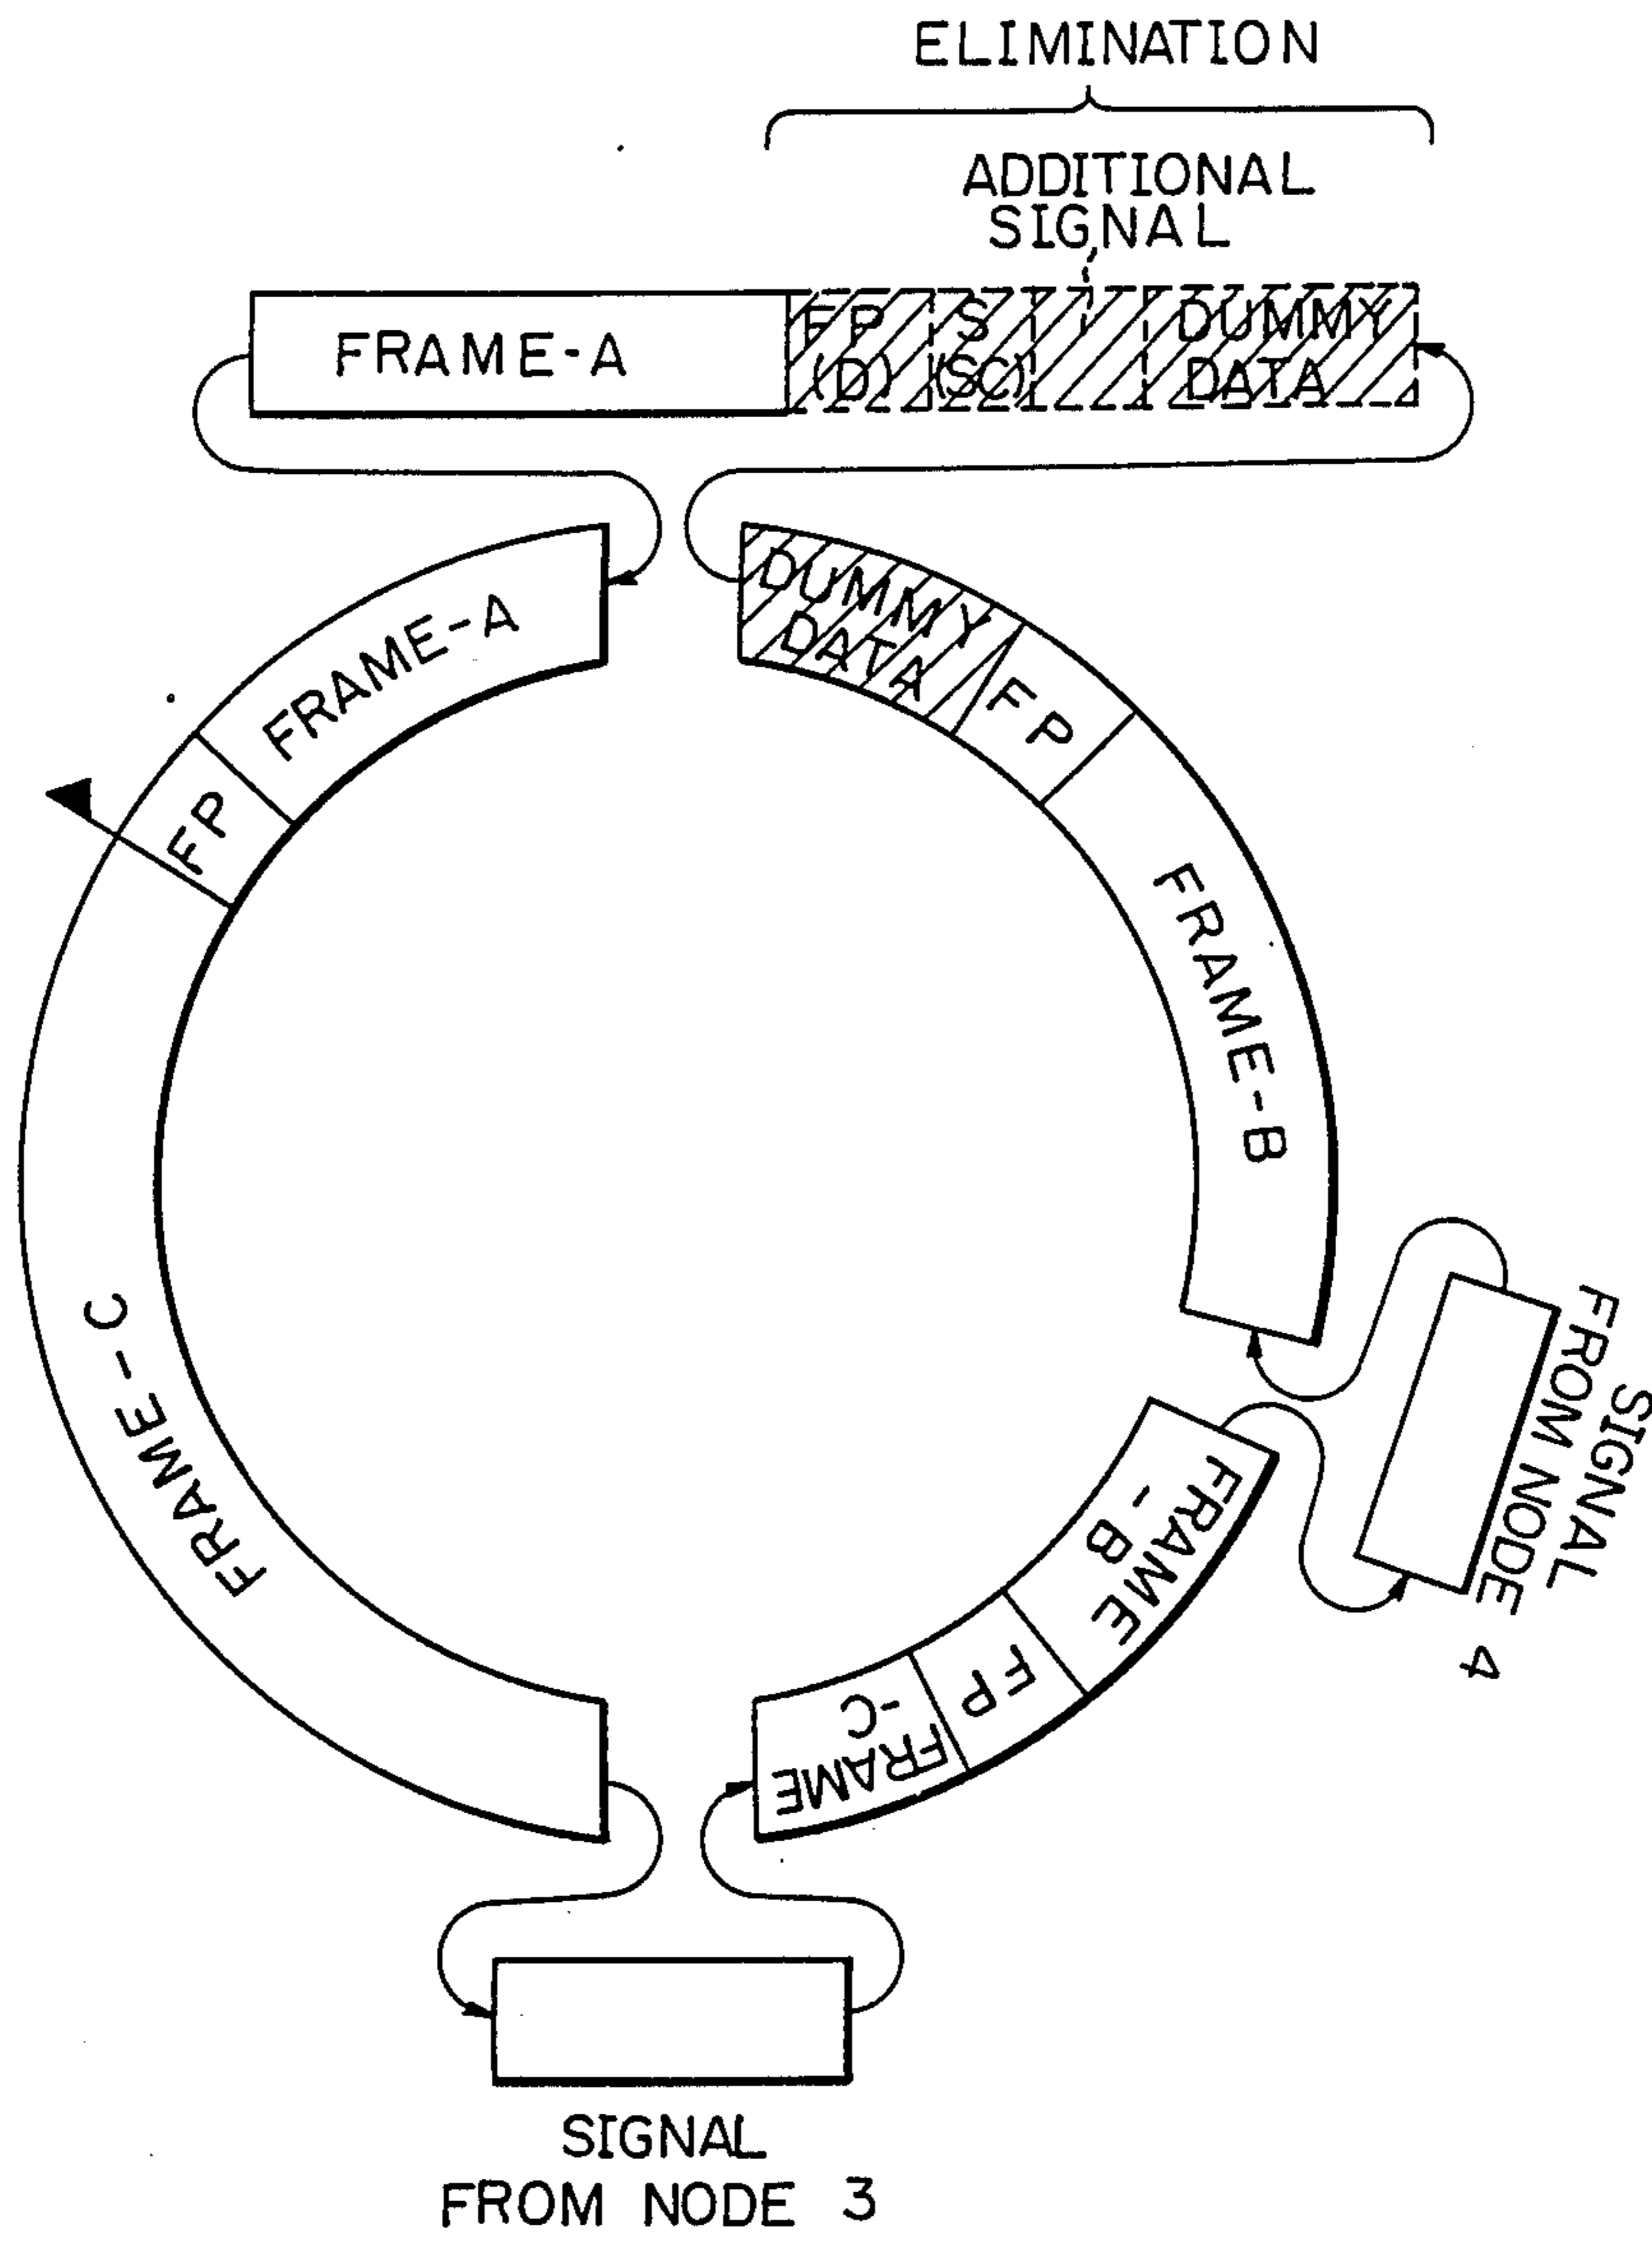 ELIMINATION
ADDITIONAL
SIGNAL
FRAME-A
FP
(D)
S
(SC)
DUMMY
DATA
FRAME-A
FP
DUMMY
DATA
FP
FRAME-B
FRAME-C
FRAME
-B
FP
FRAME
-C
SIGNAL
FROM NODE 4
SIGNAL
FROM NODE 3